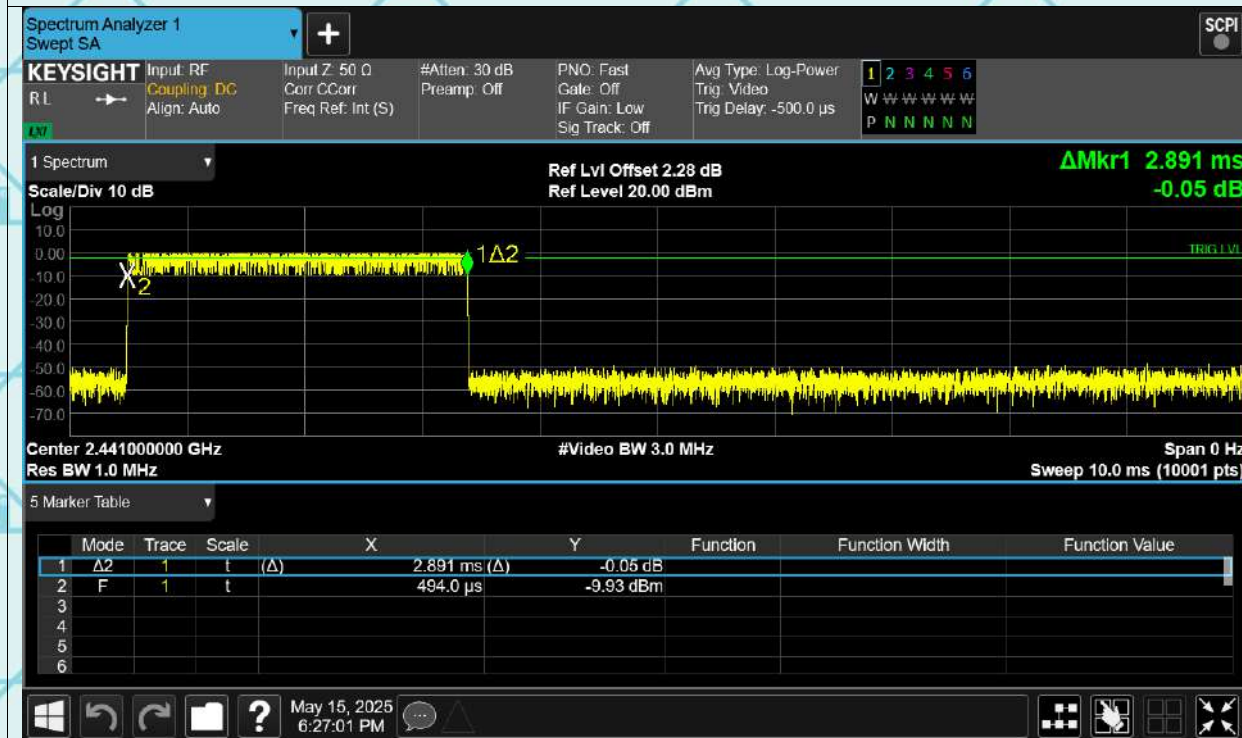 Spectrum Analyzer 1
Swept SA
+
SCPI
KEYSIGHT
RL
LXI
Input: RF
Coupling: DC
Align: Auto
Input Z: 50 Ω
Corr CCorr
Freq Ref: Int (S)
#Atten: 30 dB
Preamp: Off
PNO: Fast
Gate: Off
IF Gain: Low
Sig Track: Off
Avg Type: Log-Power
Trig: Video
Trig Delay: -500.0 µs
1 2 3 4 5 6
W W W W W W
P N N N N N
1 Spectrum
Scale/Div 10 dB
Ref Lvl Offset 2.28 dB
Ref Level 20.00 dBm
ΔMkr1 2.891 ms
-0.05 dB
Log
10.0
0.00
-10.0
-20.0
-30.0
-40.0
-50.0
-60.0
-70.0
X
2
1Δ2
TRIG LVL
Center 2.441000000 GHz
Res BW 1.0 MHz
#Video BW 3.0 MHz
Span 0 Hz
Sweep 10.0 ms (10001 pts)
5 Marker Table
Mode Trace Scale X Y Function Function Width Function Value
1 Δ2 1 t (Δ) 2.891 ms (Δ) -0.05 dB
2 F 1 t 494.0 µs -9.93 dBm
3
4
5
6
?
May 15, 2025
6:27:01 PM